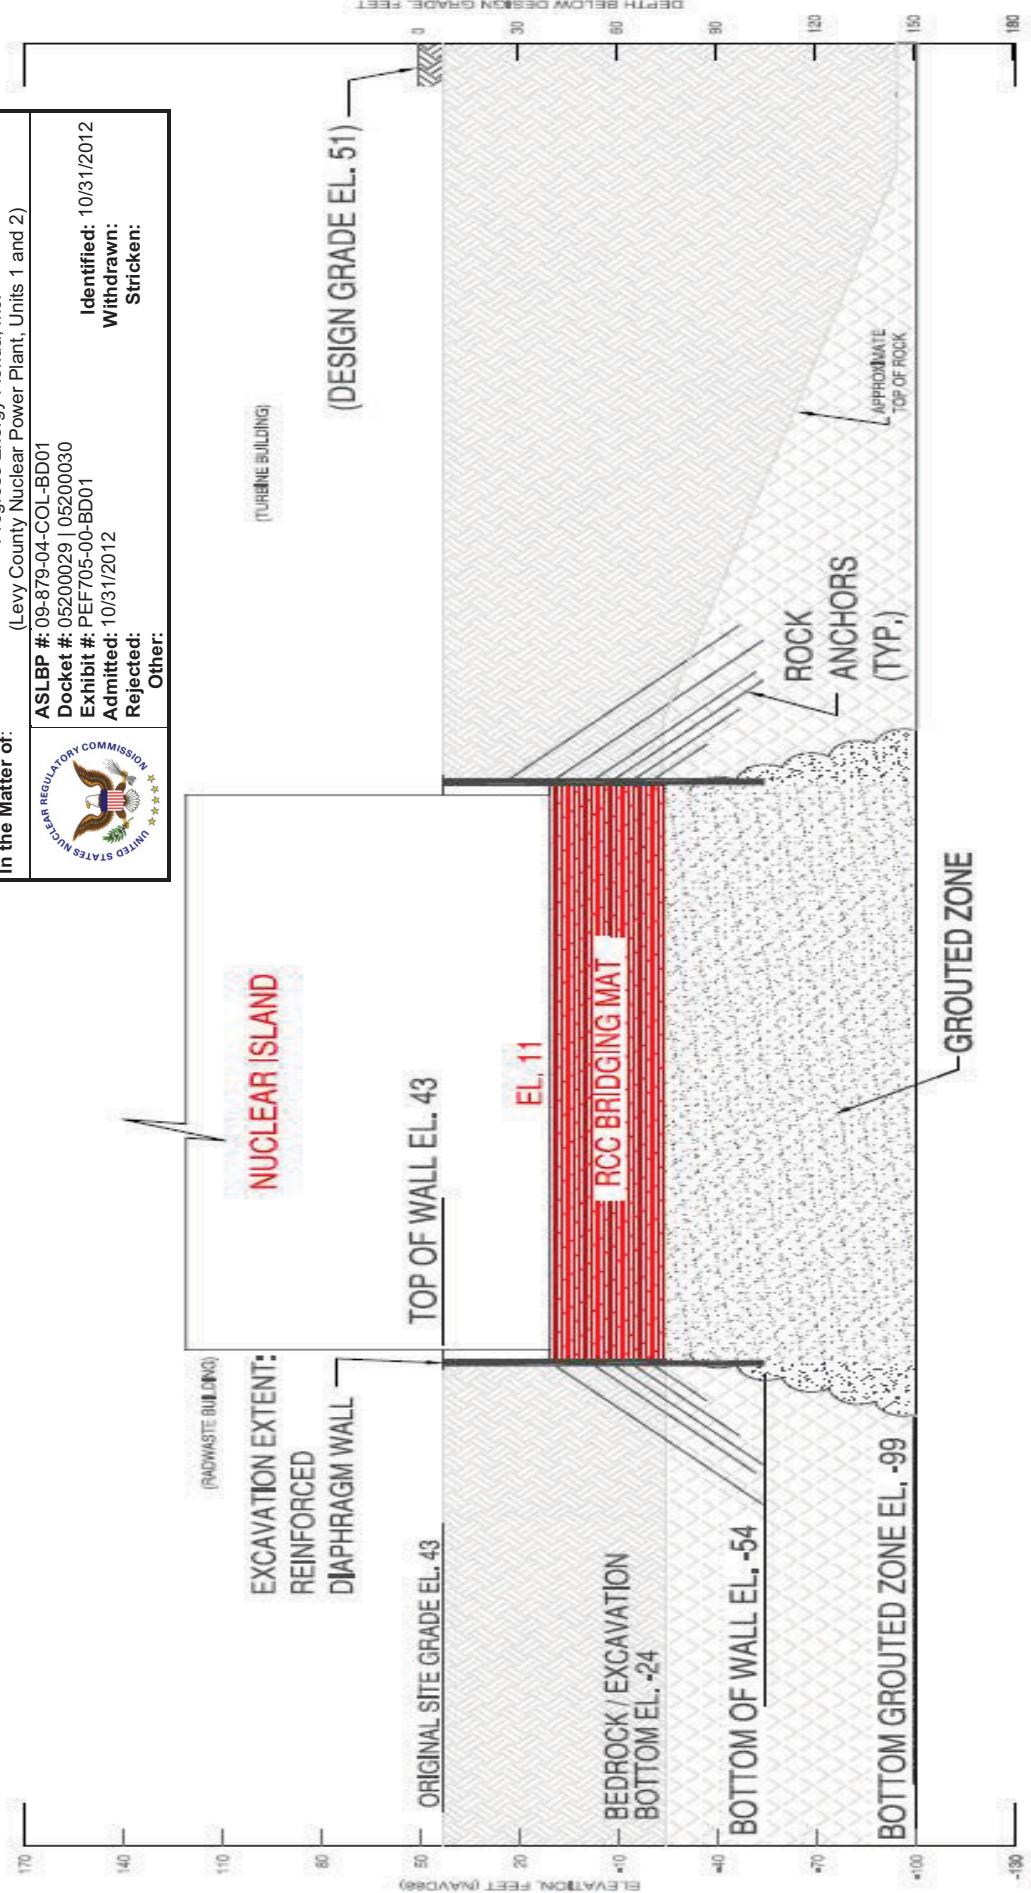 In the Matter of:
(Levy County Nuclear Power Plant, Units 1 and 2)
ASLBP #: 09-879-04-COL-BD01
Docket #: 05200029 | 05200030
Exhibit #: PEF705-00-BD01
Identified: 10/31/2012
Admitted: 10/31/2012
Withdrawn:
Rejected:
Stricken:
Other:
UNITED STATES NUCLEAR REGULATORY COMMISSION
170
140
110
80
50
20
-10
-40
-70
-100
-130
ELEVATION, FEET (NAVD88)
(RADWASTE BUILDING)
EXCAVATION EXTENT:
REINFORCED
DIAPHRAGM WALL
ORIGINAL SITE GRADE EL. 43
BEDROCK / EXCAVATION
BOTTOM EL. -24
BOTTOM OF WALL EL. -54
BOTTOM GROUTED ZONE EL. -99
NUCLEAR ISLAND
TOP OF WALL EL. 43
EL. 11
RCC BRIDGING MAT
GROUTED ZONE
(TURBINE BUILDING)
(DESIGN GRADE EL. 51)
ROCK
ANCHORS
(TYP.)
APPROXIMATE
TOP OF ROCK
DEPTH BELOW DESIGN GRADE, FEET
0
30
60
90
120
150
180